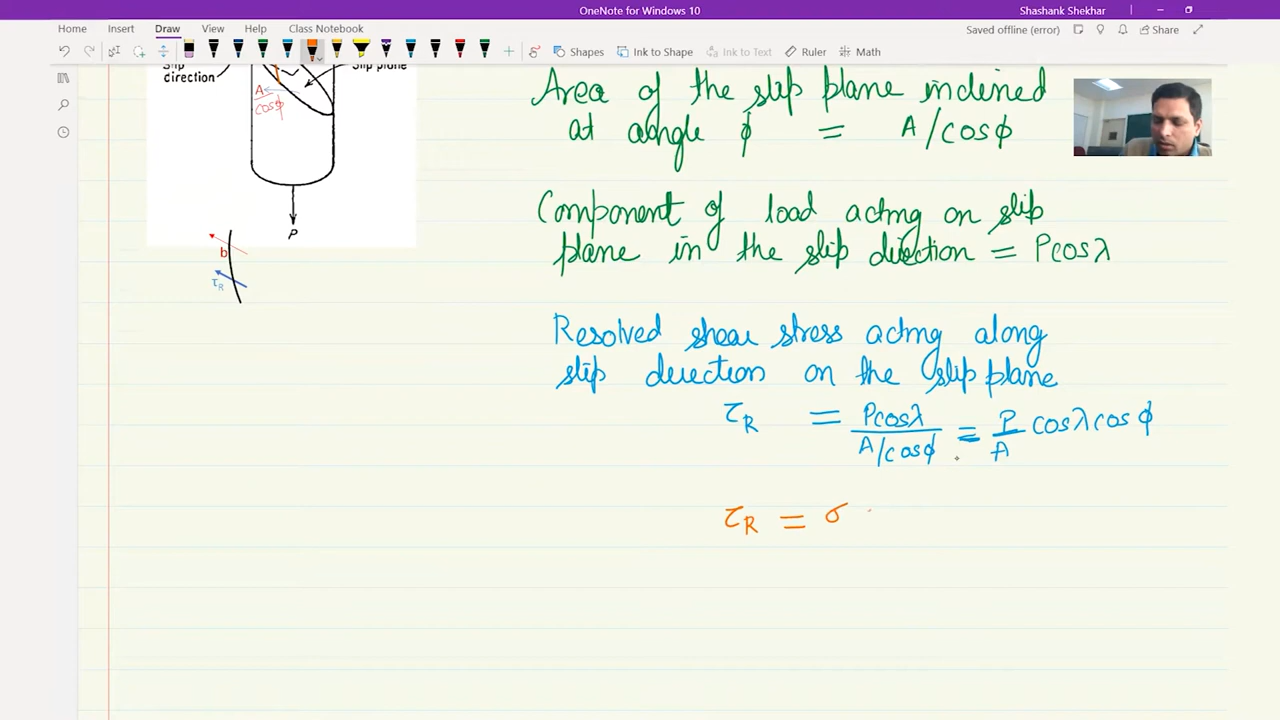 OneNote for Windows 10
Shashank Shekhar
Home Insert Draw View Help Class Notebook
Saved offline (error) Share
Shapes Ink to Shape Ink to Text Ruler Math
Slip direction
Slip plane
A/cosϕ
P
b
τR
Area of the slip plane inclined
at angle ϕ = A/cosϕ
Component of load acting on slip
plane in the slip direction = Pcosλ
Resolved shear stress acting along
slip direction on the slip plane
τR = Pcosλ / A/cosϕ = P/A cosλcosϕ
τR = σ